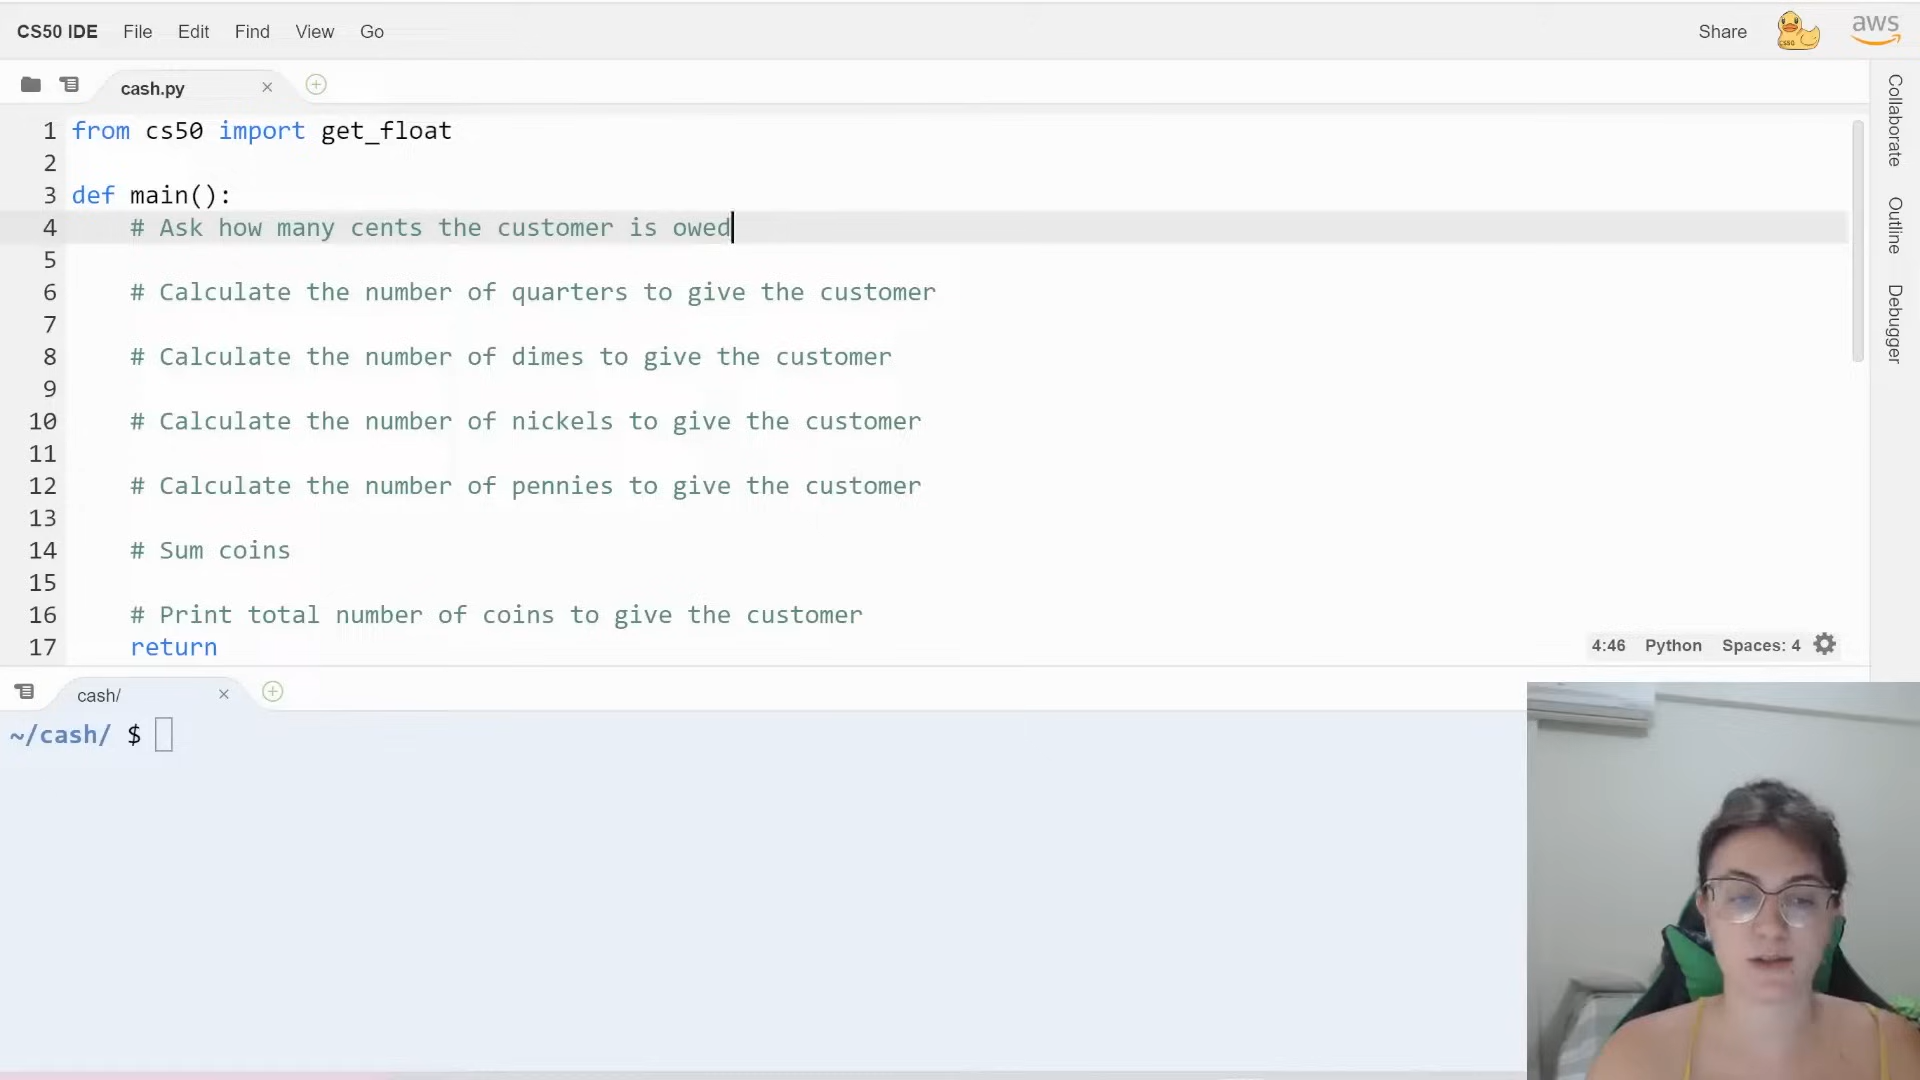 CS50 IDE File Edit Find View Go Share CS50 aws
cash.py
1 from cs50 import get_float
2
3 def main():
4 # Ask how many cents the customer is owed
5
6 # Calculate the number of quarters to give the customer
7
8 # Calculate the number of dimes to give the customer
9
10 # Calculate the number of nickels to give the customer
11
12 # Calculate the number of pennies to give the customer
13
14 # Sum coins
15
16 # Print total number of coins to give the customer
17 return
4:46 Python Spaces: 4
Collaborate
Outline
Debugger
cash/
~/cash/ $